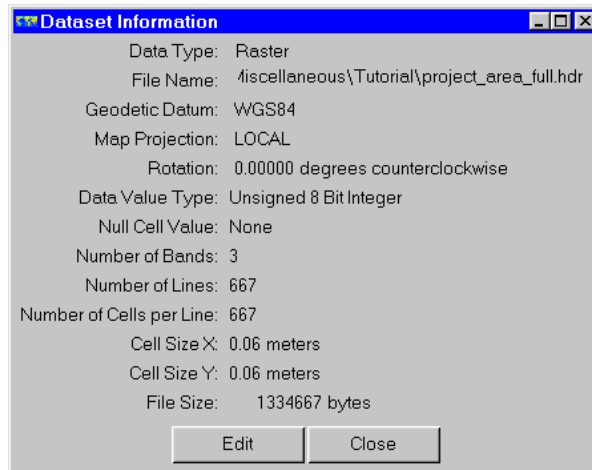 Dataset Information
Data Type: Raster
File Name: \Tutorial\project_area_full.hdr
Geodetic Datum: WGS84
Map Projection: LOCAL
Rotation: 0.00000 degrees counterclockwise
Data Value Type: Unsigned 8 Bit Integer
Null Cell Value: None
Number of Bands: 3
Number of Lines: 667
Number of Cells per Line: 667
Cell Size X: 0.06 meters
Cell Size Y: 0.06 meters
File Size: 1334667 bytes
Edit Close